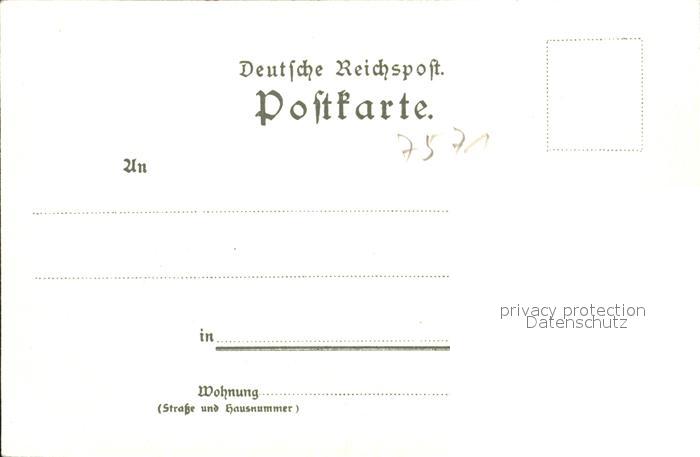 Deutſche Reichspoſt.
Poſtkarte.
7571
An
in
privacy protection
Datenschutz
Wohnung
(Straße und Hausnummer)